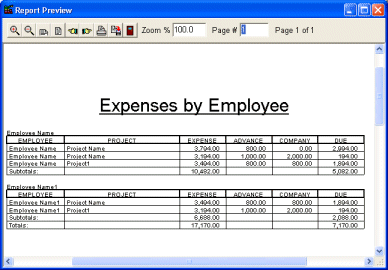 Report Preview
Zoom % 100.0 Page # 1 Page 1 of 1
Expenses by Employee
Employee Name
EMPLOYEE PROJECT EXPENSE ADVANCE COMPANY DUE
Employee Name Project Name 3,794.00 800.00 0.00 2,994.00
Employee Name Project Name 3,194.00 1,000.00 2,000.00 194.00
Employee Name Project1 3,494.00 800.00 800.00 1,894.00
Subtotals: 10,482.00 5,082.00
Employee Name1
EMPLOYEE PROJECT EXPENSE ADVANCE COMPANY DUE
Employee Name1 Project Name 3,494.00 800.00 800.00 1,894.00
Employee Name1 Project1 3,194.00 1,000.00 2,000.00 194.00
Subtotals: 6,688.00 2,088.00
Totals: 17,170.00 7,170.00